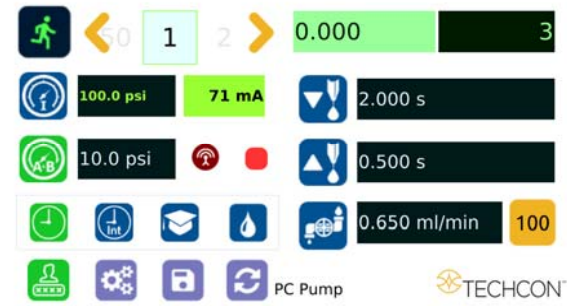 50 1 2 0.000 3
I 100.0 psi 71 mA 2.000 s
A-B 10.0 psi 0.500 s
Int 0.650 ml/min 100
PC Pump TECHCON